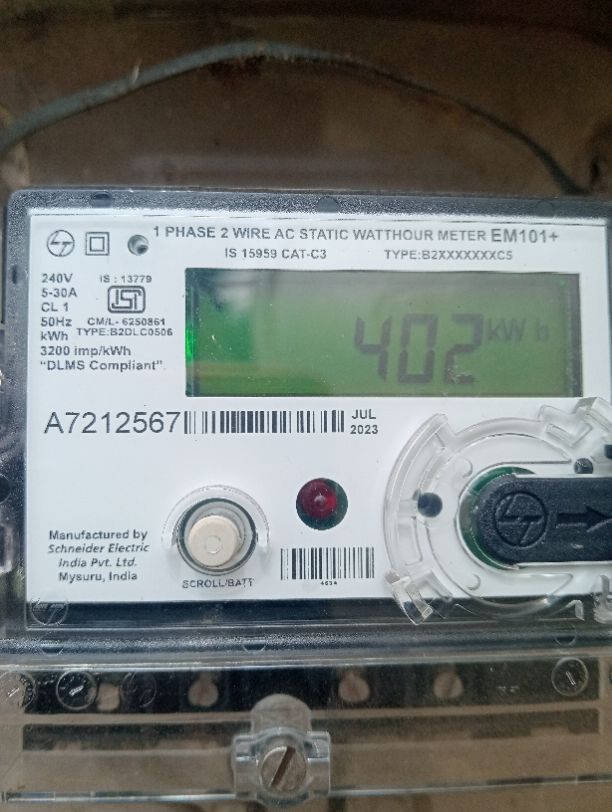 1 PHASE 2 WIRE AC STATIC WATTHOUR METER EM101+
IS 15959 CAT-C3 TYPE:B2XXXXXXXC5
240V
5-30A
CL 1
50Hz
kWh
3200 imp/kWh
"DLMS Compliant"
IS : 13779
ISI
CM/L- 6250861
TYPE:B2DLC0506
402 kW
A7212567
JUL
2023
Manufactured by
Schneider Electric
India Pvt. Ltd.
Mysuru, India
SCROLL/BATT